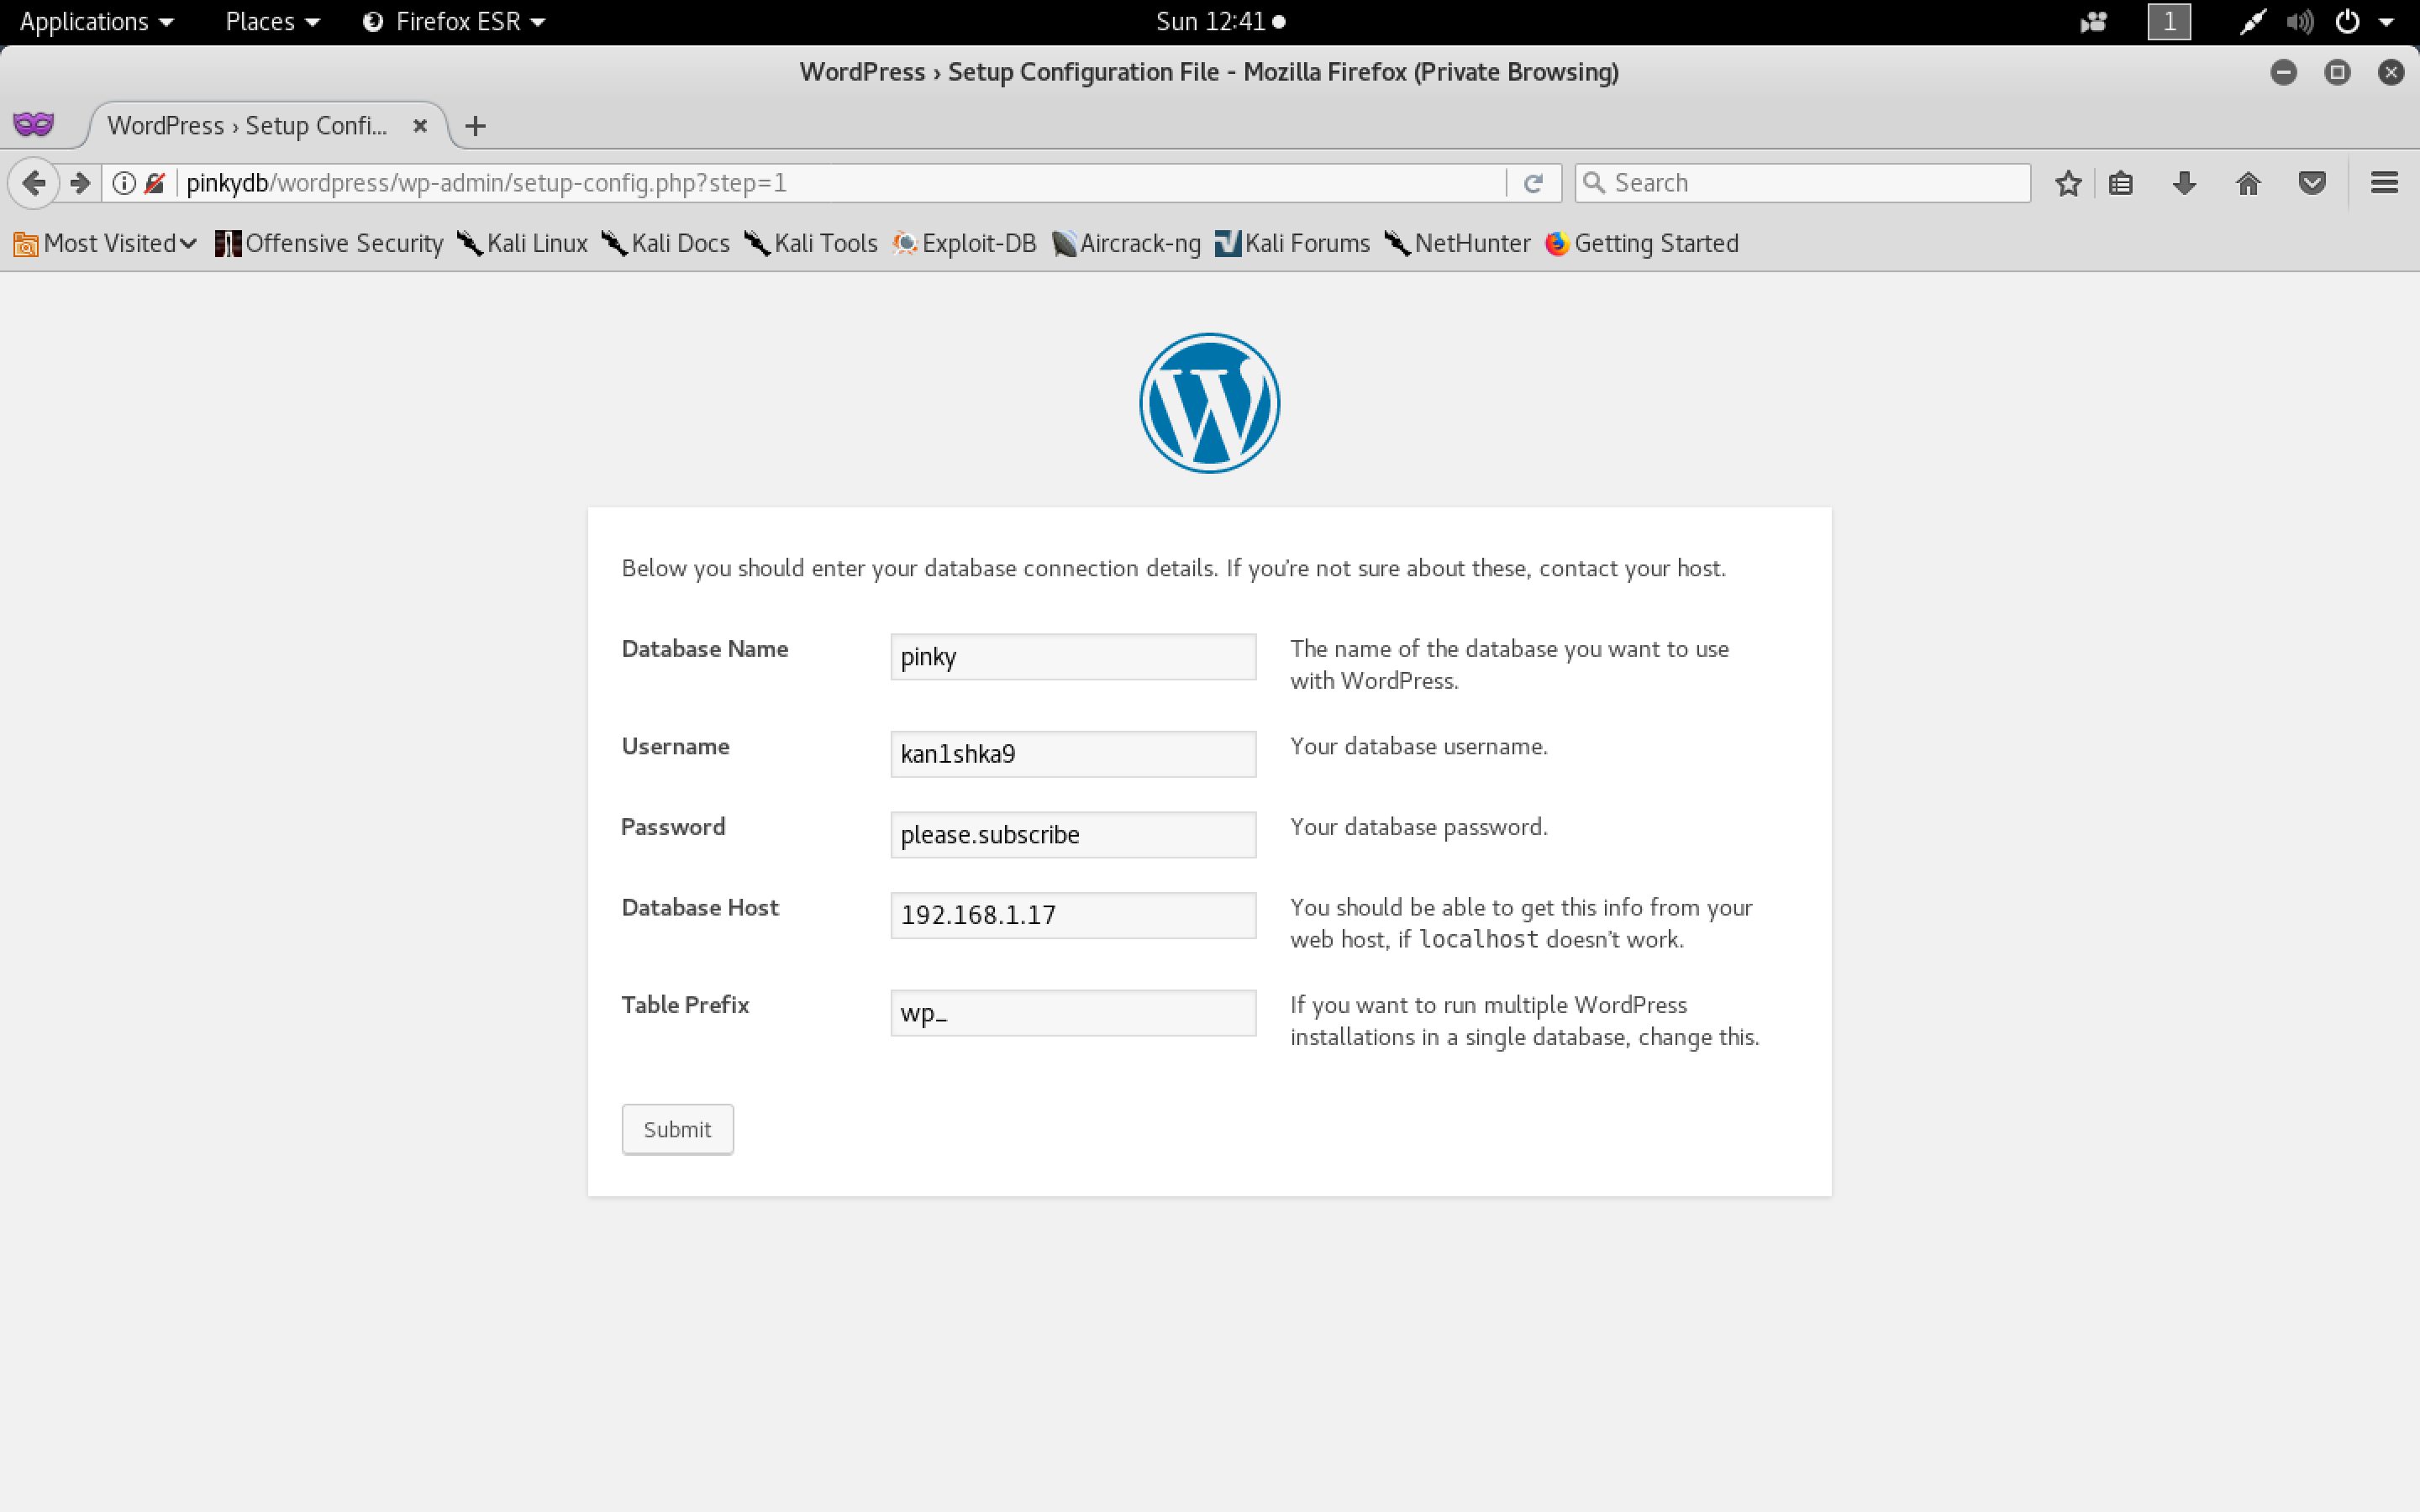 Applications Places Firefox ESR Sun 12:41 1
WordPress › Setup Configuration File - Mozilla Firefox (Private Browsing)
WordPress › Setup Confi...
pinkydb/wordpress/wp-admin/setup-config.php?step=1 Search
Most Visited Offensive Security Kali Linux Kali Docs Kali Tools Exploit-DB Aircrack-ng Kali Forums NetHunter Getting Started
Below you should enter your database connection details. If you’re not sure about these, contact your host.
Database Name pinky The name of the database you want to use
with WordPress.
Username kan1shka9 Your database username.
Password please.subscribe Your database password.
Database Host 192.168.1.17 You should be able to get this info from your
web host, if localhost doesn’t work.
Table Prefix wp_ If you want to run multiple WordPress
installations in a single database, change this.
Submit